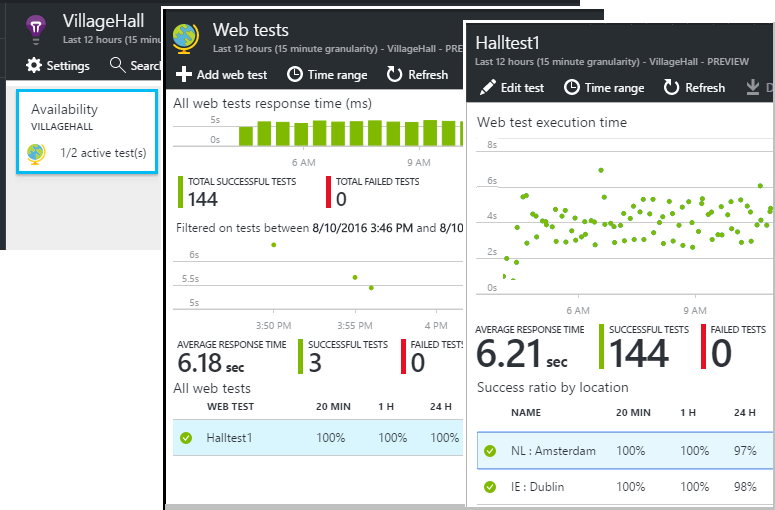 VillageHall
Last 12 hours (15 min
Settings
Search
Availability
VILLAGEHALL
1/2 active test(s)
Web tests
Last 12 hours (15 minute granularity) - VillageHall - PRE
Add web test
Time range
Refresh
All web tests response time (ms)
5s
0s
6 AM
9 AM
TOTAL SUCCESSFUL TESTS
TOTAL FAILED TESTS
144
0
Filtered on tests between 8/10/2016 3:46 PM and 8/10
6s
5.5s
5s
3:50 PM
3:55 PM
4 PM
AVERAGE RESPONSE TIME
SUCCESSFUL TESTS
FAILED TESTS
6.18 sec
3
0
All web tests
WEB TEST
20 MIN
1 H
24 H
Halltest1
100%
100%
100%
Halltest1
Last 12 hours (15 minute granularity) - VillageHall - PREVIEW
Edit test
Time range
Refresh
D
Web test execution time
8s
6s
4s
2s
0s
6 AM
9 AM
AVERAGE RESPONSE TIME
SUCCESSFUL TESTS
FAILED TESTS
6.21 sec
144
0
Success ratio by location
NAME
20 MIN
1 H
24 H
NL : Amsterdam
100%
100%
97%
IE : Dublin
100%
100%
98%